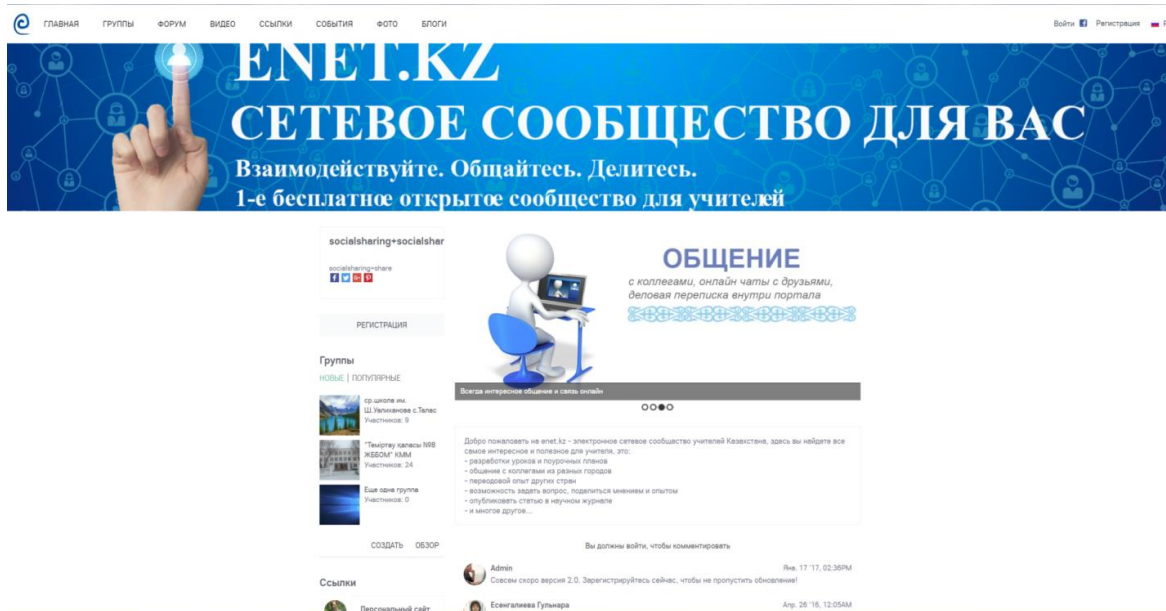 ГЛАВНАЯ ГРУППЫ ФОРУМ ВИДЕО ССЫЛКИ СОБЫТИЯ ФОТО БЛОГИ Войти Регистрация
ENET.KZ
СЕТЕВОЕ СООБЩЕСТВО ДЛЯ ВАС
Взаимодействуйте. Общайтесь. Делитесь.
1-е бесплатное открытое сообщество для учителей
socialsharing+socialshar
socialsharing+share
РЕГИСТРАЦИЯ
Группы
НОВЫЕ | ПОПУЛЯРНЫЕ
ср.школа им.
Ш.Уалиханова с.Талас
Участников: 9
"Теміртау қаласы №8
ЖББОМ" КММ
Участников: 24
Еще одна группа
Участников: 0
СОЗДАТЬ ОБЗОР
Ссылки
Персональный сайт
ОБЩЕНИЕ
с коллегами, онлайн чаты с друзьями,
деловая переписка внутри портала
Всегда интересное общение и связь онлайн
Добро пожаловать на enet.kz - электронное сетевое сообщество учителей Казахстана, здесь вы найдете все
самое интересное и полезное для учителя, это:
- разработки уроков и поурочных планов
- общение с коллегами из разных городов
- передовой опыт других стран
- возможность задать вопрос, поделиться мнением и опытом
- опубликовать статью в научном журнале
- и многое другое...
Вы должны войти, чтобы комментировать
Admin Янв. 17 '17, 02:36PM
Совсем скоро версия 2.0. Зарегистрируйтесь сейчас, чтобы не пропустить обновление!
Есенгалиева Гульнара Апр. 26 '16, 12:05AM